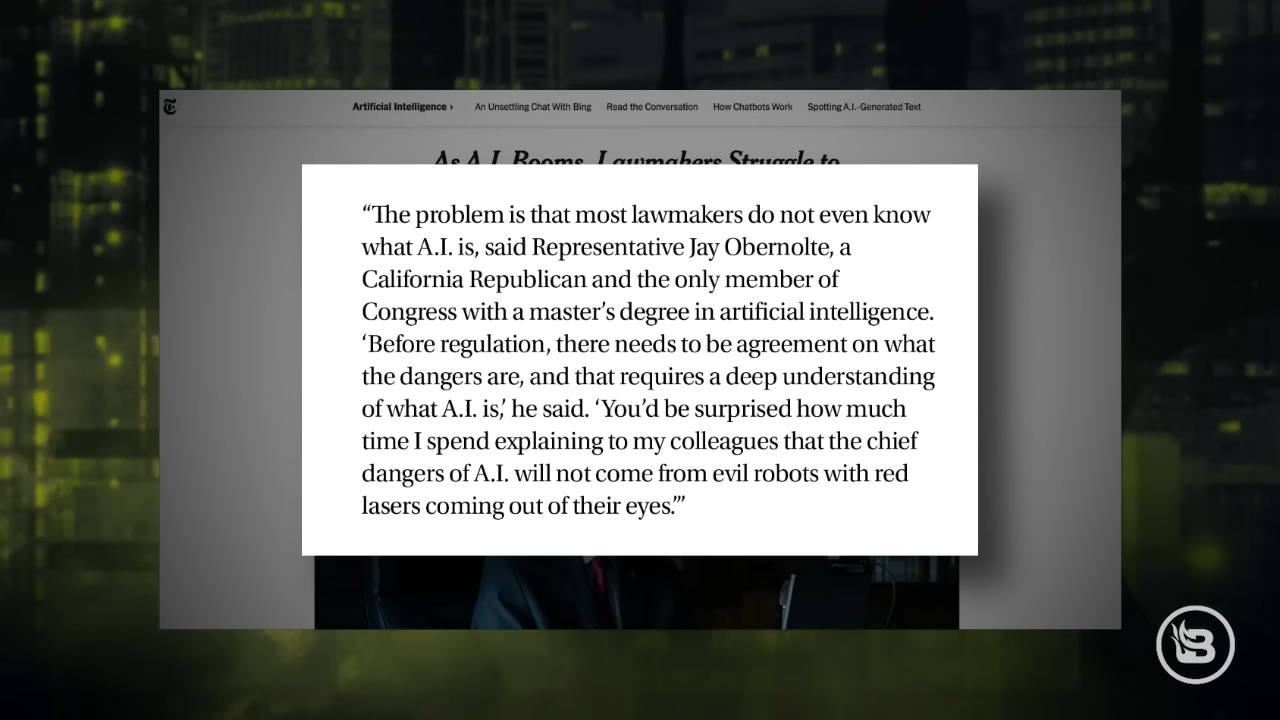 Artificial Intelligence › An Unsettling Chat With Bing Read the Conversation How Chatbots Work Spotting A.I.-Generated Text
As A.I. Booms, Lawmakers Struggle to
“The problem is that most lawmakers do not even know
what A.I. is, said Representative Jay Obernolte, a
California Republican and the only member of
Congress with a master’s degree in artificial intelligence.
‘Before regulation, there needs to be agreement on what
the dangers are, and that requires a deep understanding
of what A.I. is,’ he said. ‘You’d be surprised how much
time I spend explaining to my colleagues that the chief
dangers of A.I. will not come from evil robots with red
lasers coming out of their eyes.’”